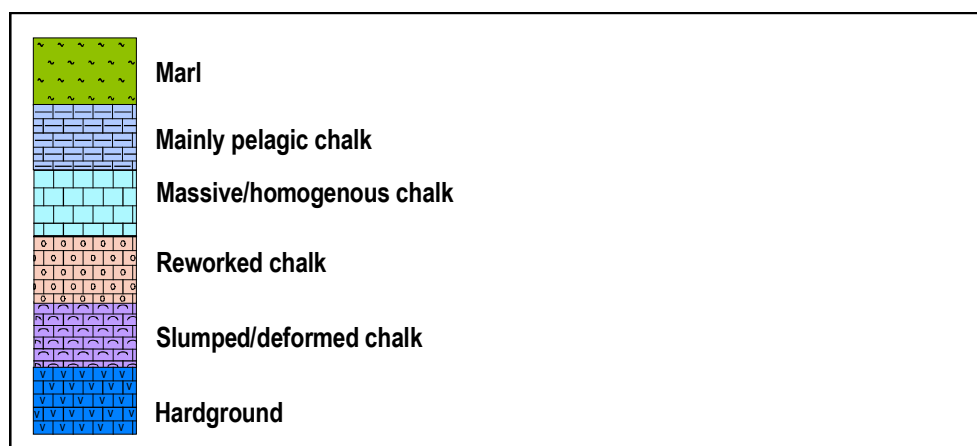 Marl
Mainly pelagic chalk
Massive/homogenous chalk
Reworked chalk
Slumped/deformed chalk
Hardground